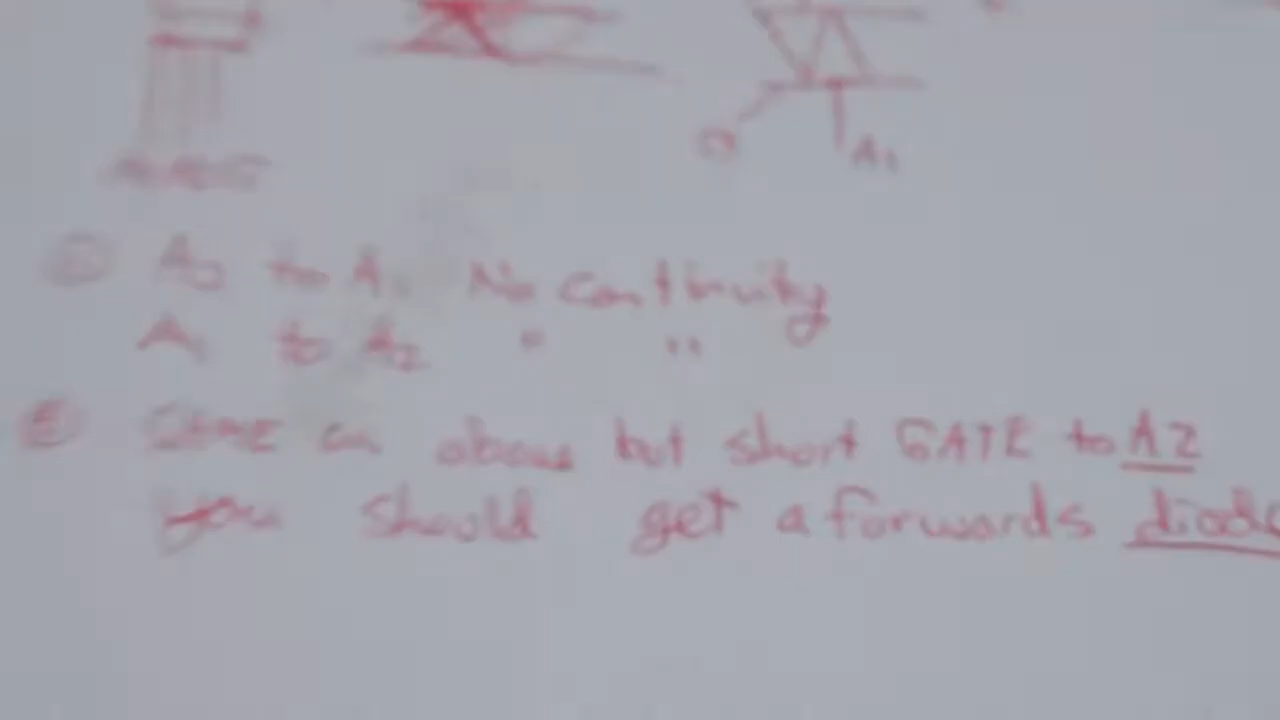 G
A1
A2 to A1 No continuity
A1 to A2 " "
Same as above but short GATE to A2
you should get a forwards diode